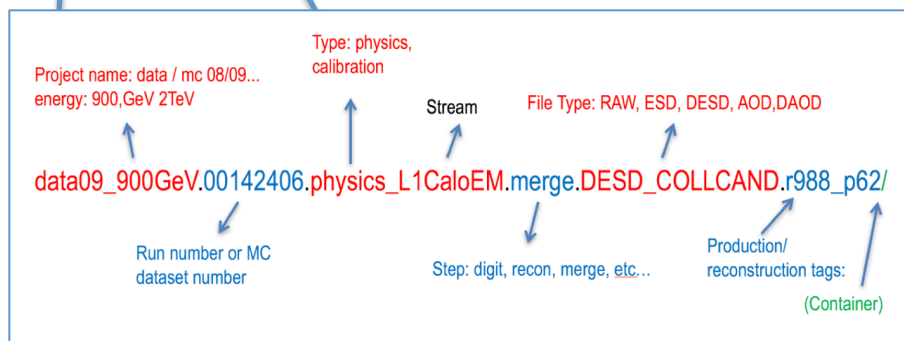 Type: physics,
calibration
Project name: data / mc 08/09...
energy: 900,GeV 2TeV
Stream
File Type: RAW, ESD, DESD, AOD,DAOD
data09_900GeV.00142406.physics_L1CaloEM.merge.DESD_COLLCAND.r988_p62/
Run number or MC
dataset number
Step: digit, recon, merge, etc…
Production/
reconstruction tags:
(Container)